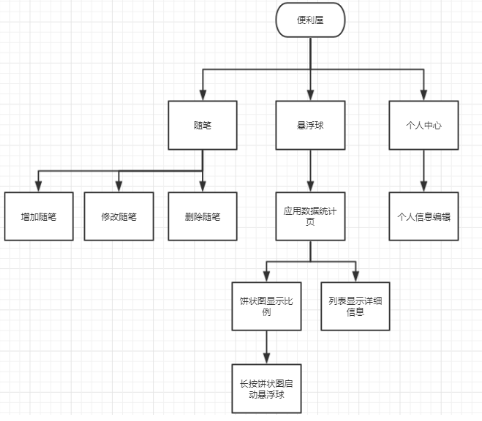 便利屋
随笔
悬浮球
个人中心
增加随笔
修改随笔
删除随笔
应用数据统计
页
个人信息编辑
饼状图显示比
例
列表显示详细
信息
长按饼状图启
动悬浮球